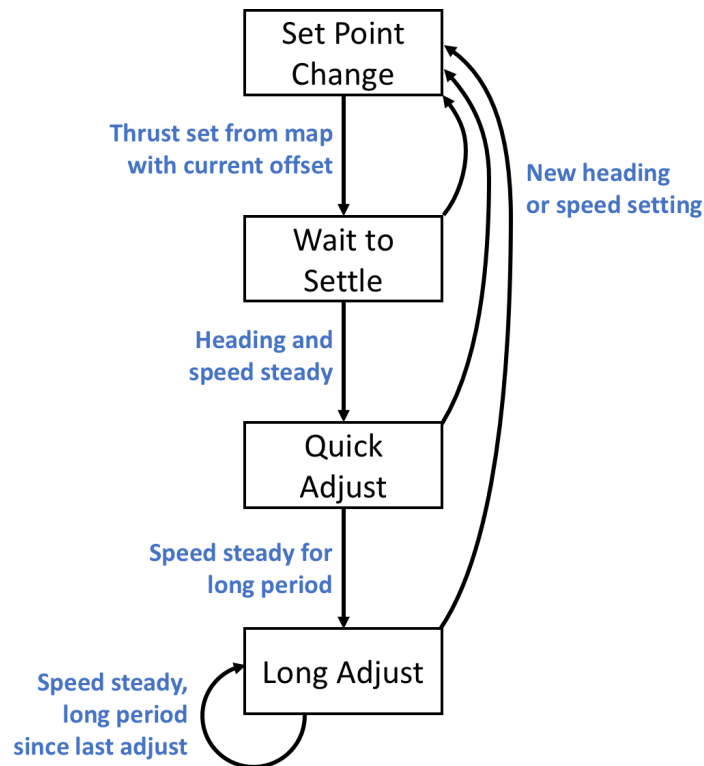 Set Point
Change
Thrust set from map
with current offset
New heading
or speed setting
Wait to
Settle
Heading and
speed steady
Quick
Adjust
Speed steady for
long period
Long Adjust
Speed steady,
long period
since last adjust